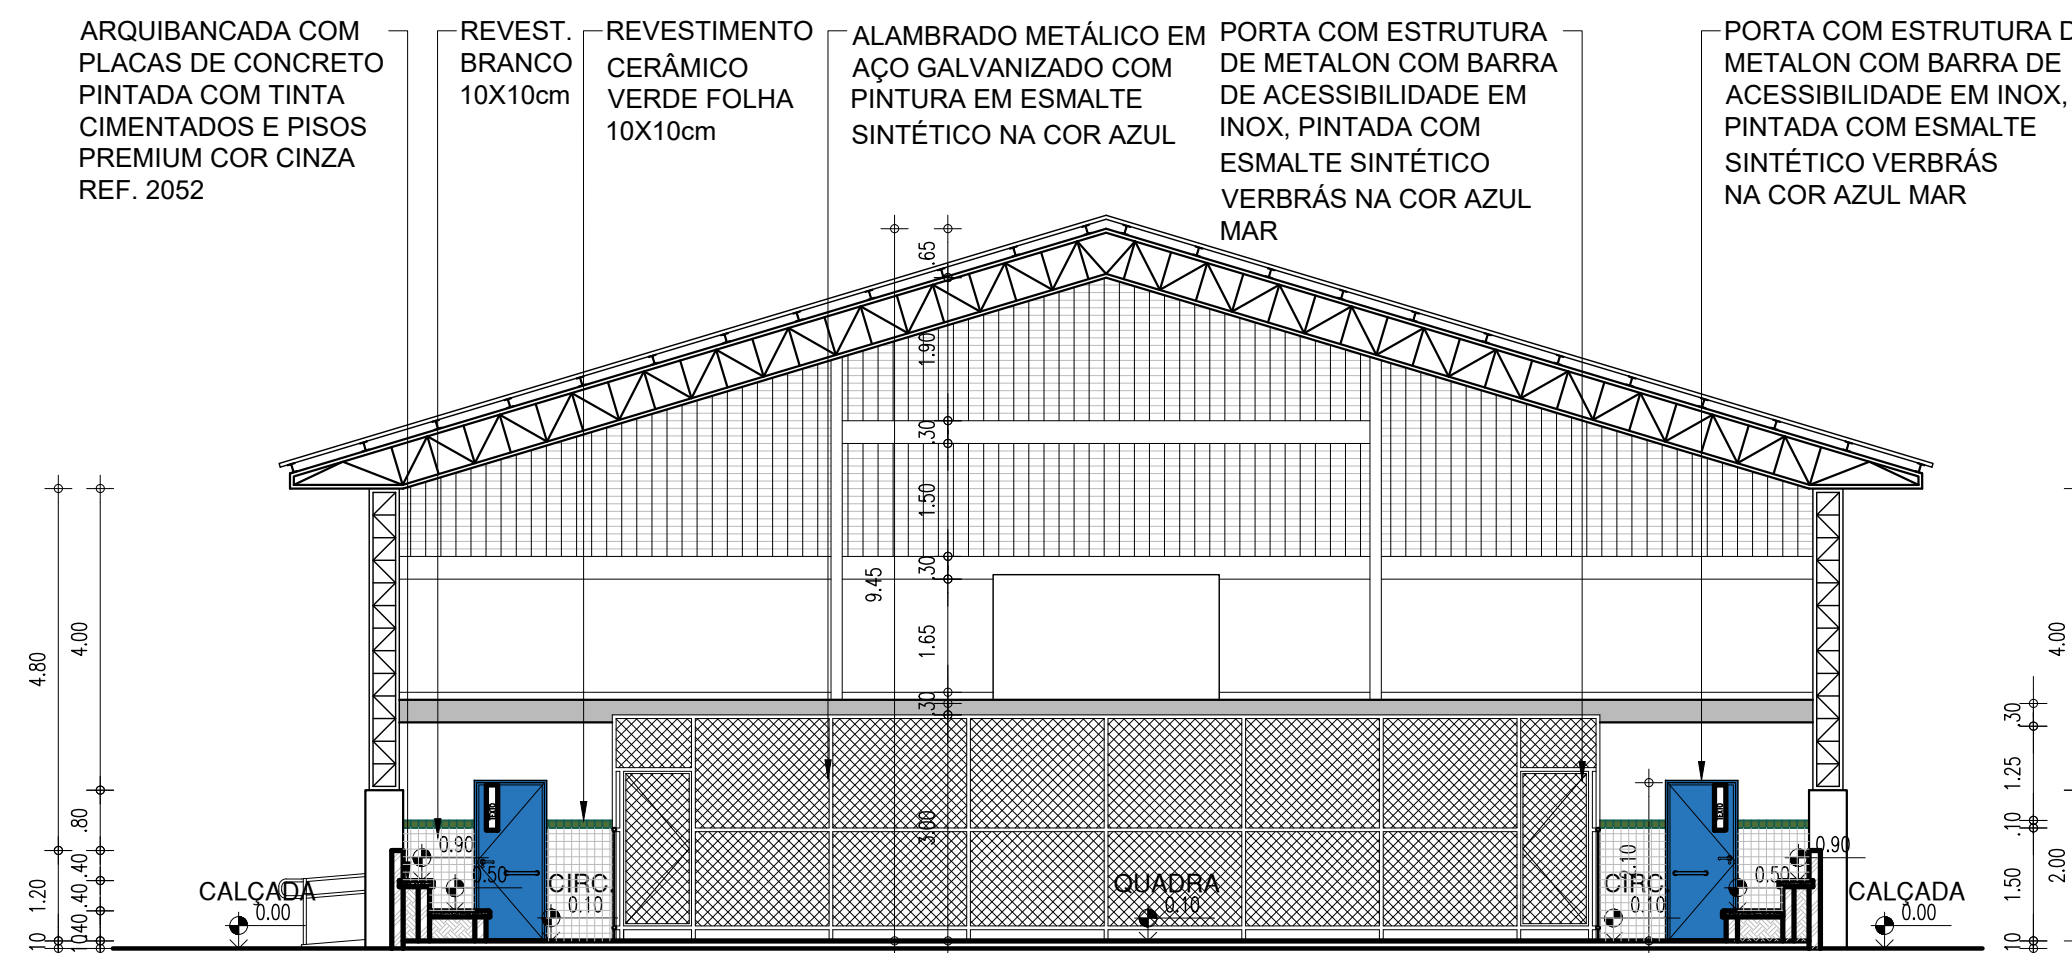 ARQUIBANCADA COM
PLACAS DE CONCRETO
PINTADA COM TINTA
CIMENTADOS E PISOS
PREMIUM COR CINZA
REF. 2052
REVEST.
BRANCO
10X10cm
REVESTIMENTO
CERÂMICO
VERDE FOLHA
10X10cm
ALAMBRADO METÁLICO EM
AÇO GALVANIZADO COM
PINTURA EM ESMALTE
SINTÉTICO NA COR AZUL
PORTA COM ESTRUTURA
DE METALON COM BARRA
DE ACESSIBILIDADE EM
INOX, PINTADA COM
ESMALTE SINTÉTICO
VERBRÁS NA COR AZUL
MAR
PORTA COM ESTRUTURA D
METALON COM BARRA DE
ACESSIBILIDADE EM INOX,
PINTADA COM ESMALTE
SINTÉTICO VERBRÁS
NA COR AZUL MAR
.65
1.90
.30
1.50
.30
9.45
1.65
.30
3.00
4.80
4.00
.80
.40
.40
.40
10
1.20
10
CALÇADA
0.00
0.90
0.50
CIRC.
0.10
QUADRA
0.10
CIRC.
0.10
2.10
0.50
0.90
CALÇADA
0.00
4.00
.30
1.25
10
1.50
2.00
10